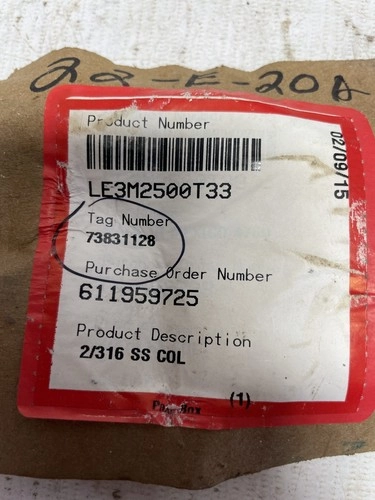 22-E-20A
Product Number
02/09/15
LE3M2500T33
Tag Number
73831128
Purchase Order Number
611959725
Product Description
2/316 SS COL
(1)